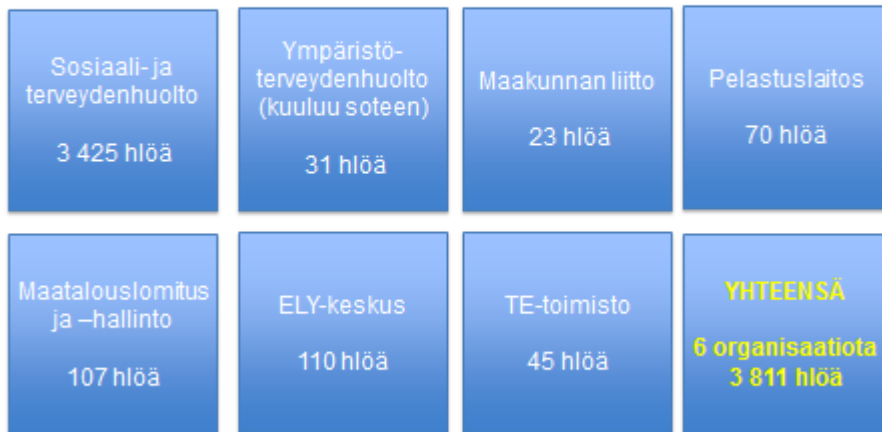 Sosiaali- ja
terveydenhuolto
3 425 hlöä
Ympäristö-
terveydenhuolto
(kuuluu soteen)
31 hlöä
Maakunnan liitto
23 hlöä
Pelastuslaitos
70 hlöä
Maatalouslomitus
ja –hallinto
107 hlöä
ELY-keskus
110 hlöä
TE-toimisto
45 hlöä
YHTEENSÄ
6 organisaatiota
3 811 hlöä